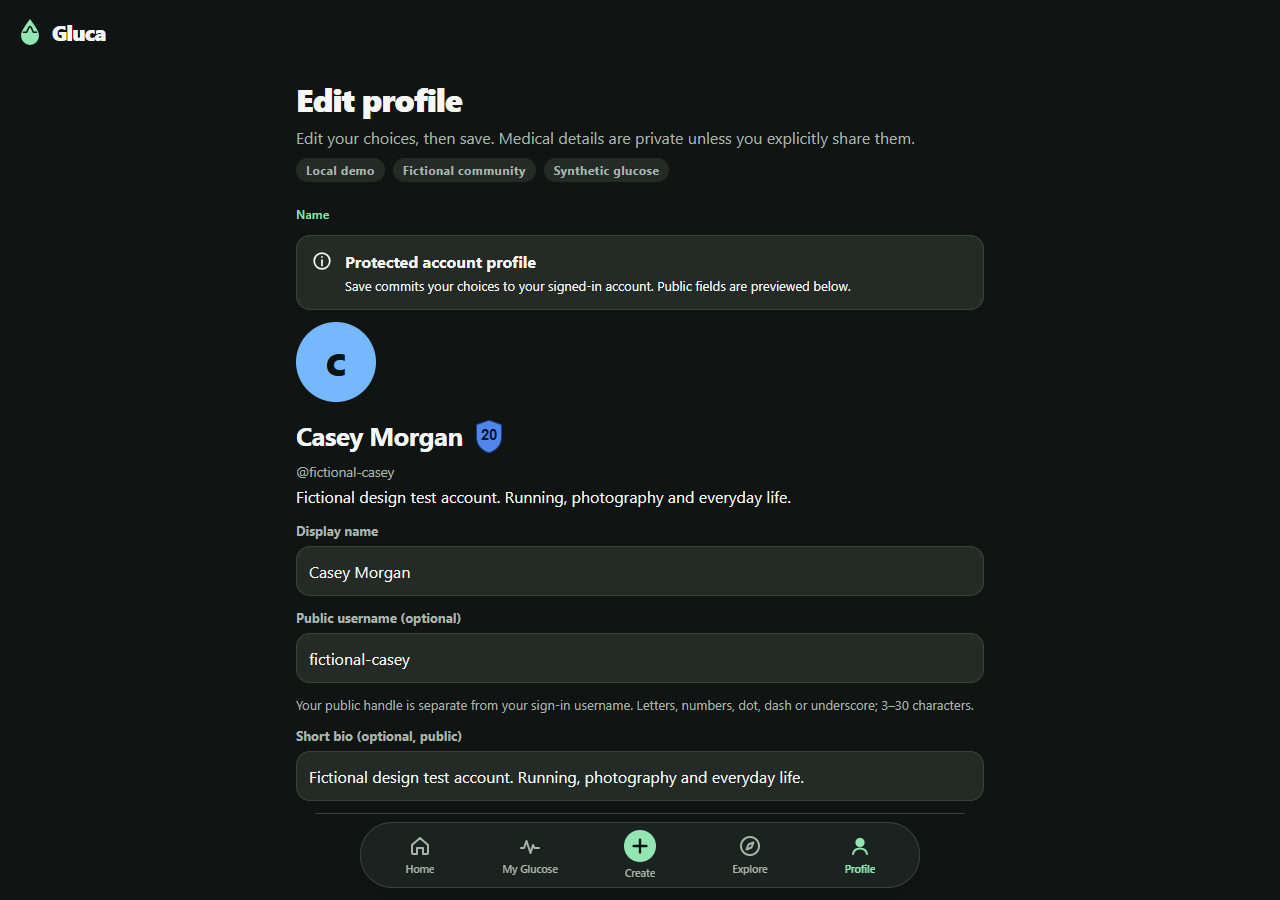 Gluca
Edit profile
Edit your choices, then save. Medical details are private unless you explicitly share them.
Local demo
Fictional community
Synthetic glucose
Name
Protected account profile
Save commits your choices to your signed-in account. Public fields are previewed below.
C
Casey Morgan
20
@fictional-casey
Fictional design test account. Running, photography and everyday life.
Display name
Casey Morgan
Public username (optional)
fictional-casey
Your public handle is separate from your sign-in username. Letters, numbers, dot, dash or underscore; 3–30 characters.
Short bio (optional, public)
Fictional design test account. Running, photography and everyday life.
Home
My Glucose
Create
Explore
Profile